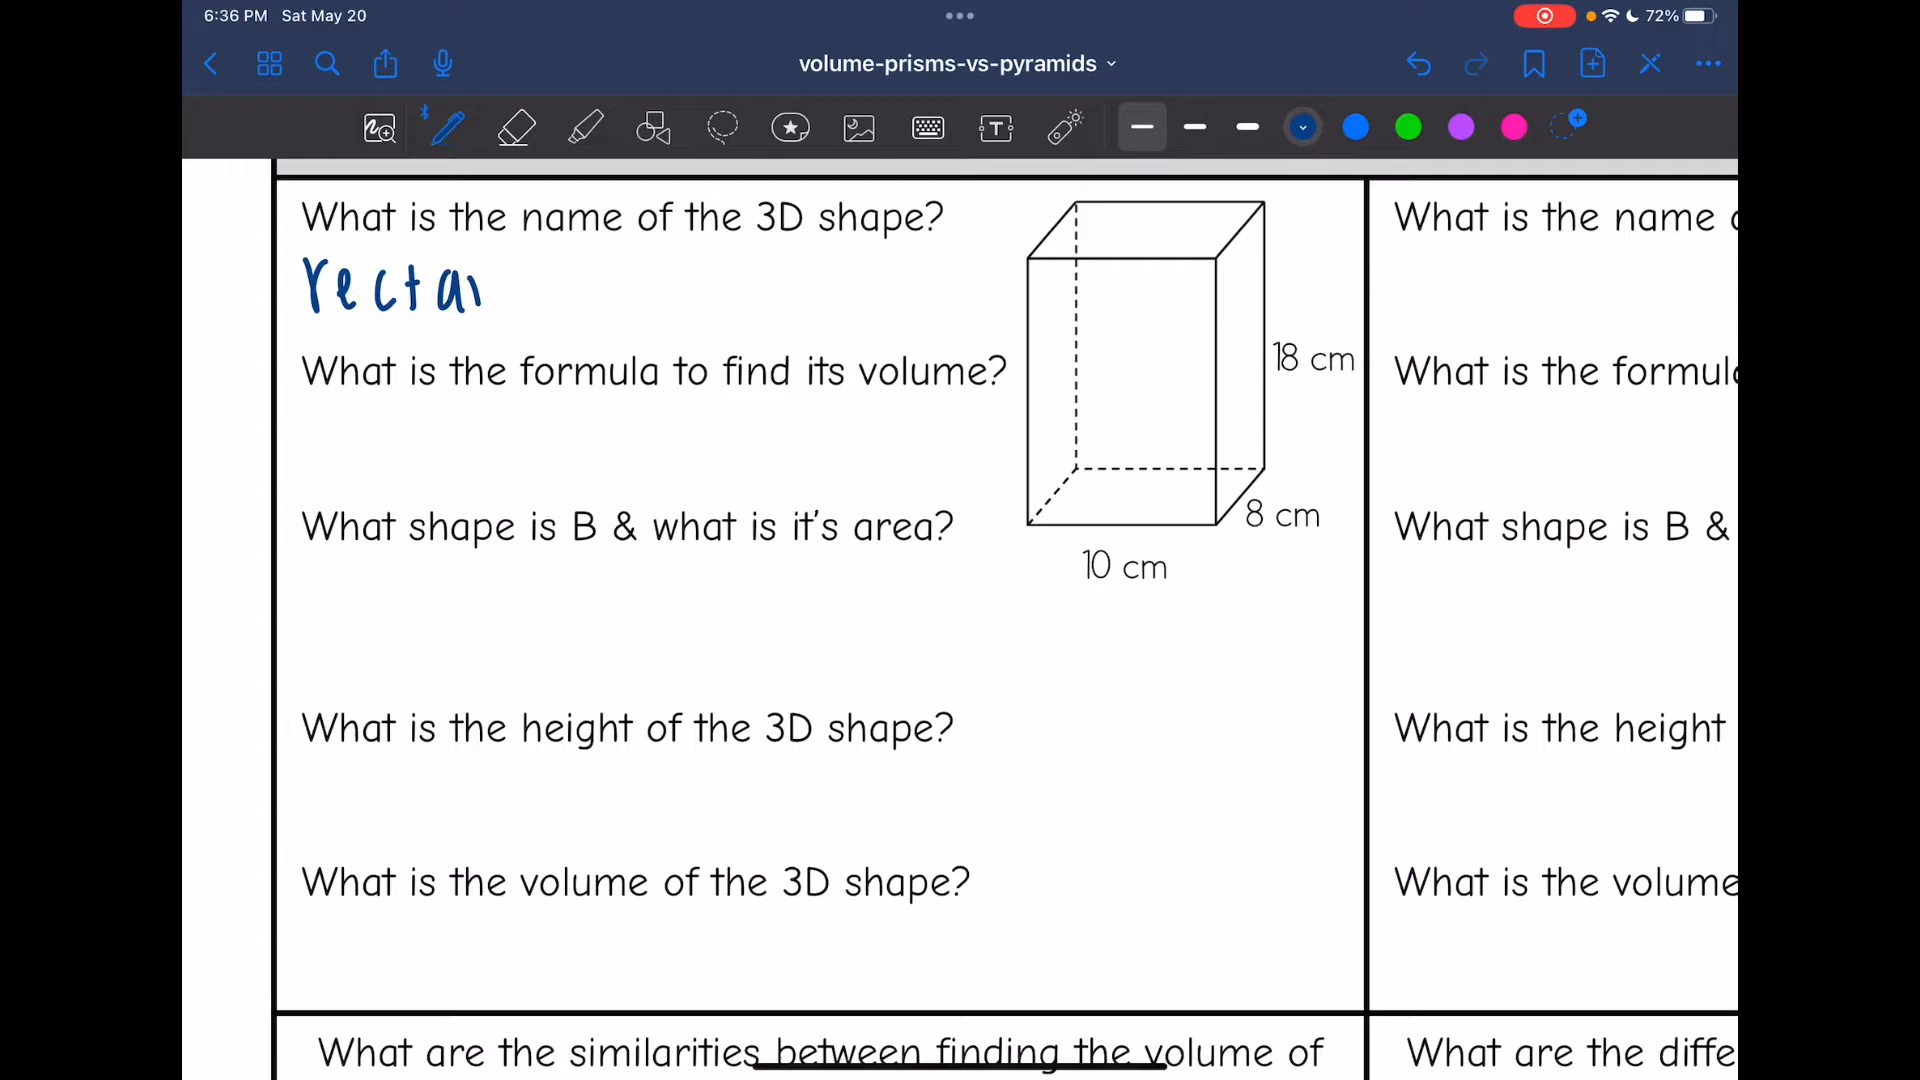 6:36 PM Sat May 20
72%
volume-prisms-vs-pyramids
What is the name of the 3D shape?
rectan
What is the formula to find its volume?
What shape is B & what is it's area?
What is the height of the 3D shape?
What is the volume of the 3D shape?
18 cm
8 cm
10 cm
What is the name
What is the formul
What shape is B &
What is the height
What is the volume
What are the similarities between finding the volume of
What are the diffe